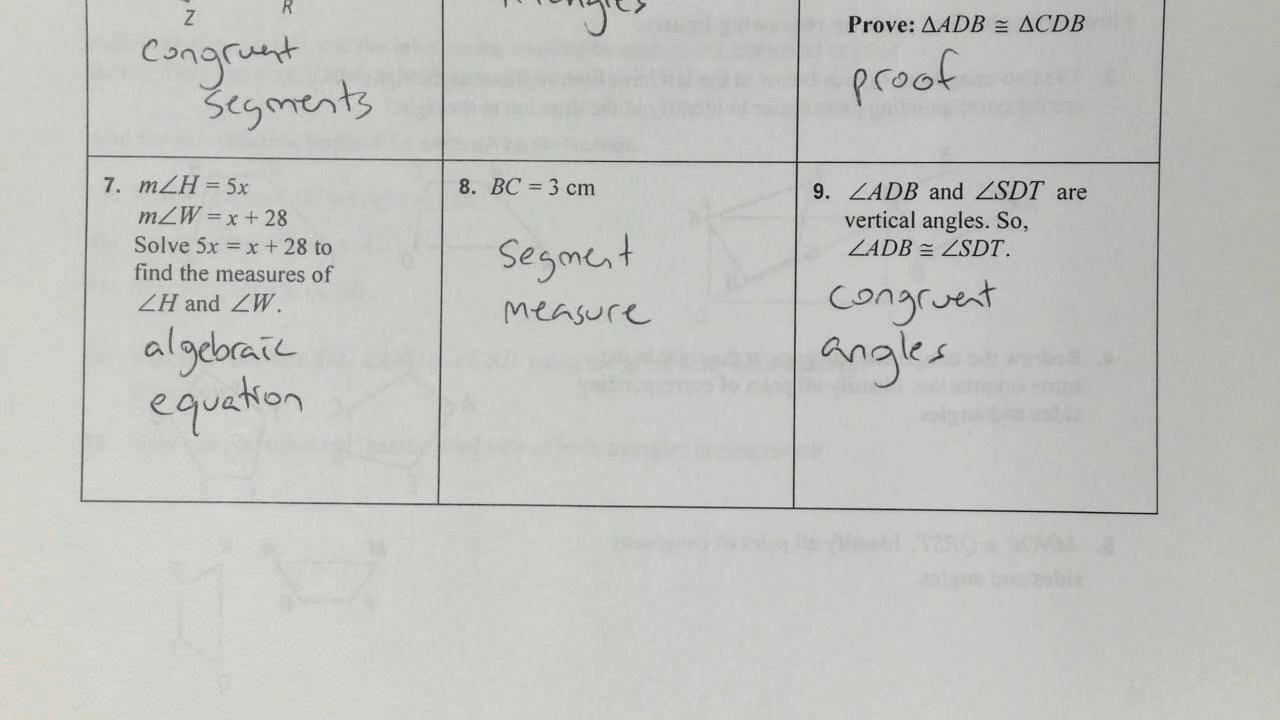 Z R
congruent
segments
Prove: ΔADB ≅ ΔCDB
proof
7. m∠H = 5x
m∠W = x + 28
Solve 5x = x + 28 to
find the measures of
∠H and ∠W.
algebraic
equation
8. BC = 3 cm
segment
measure
9. ∠ADB and ∠SDT are
vertical angles. So,
∠ADB ≅ ∠SDT.
congruent
angles